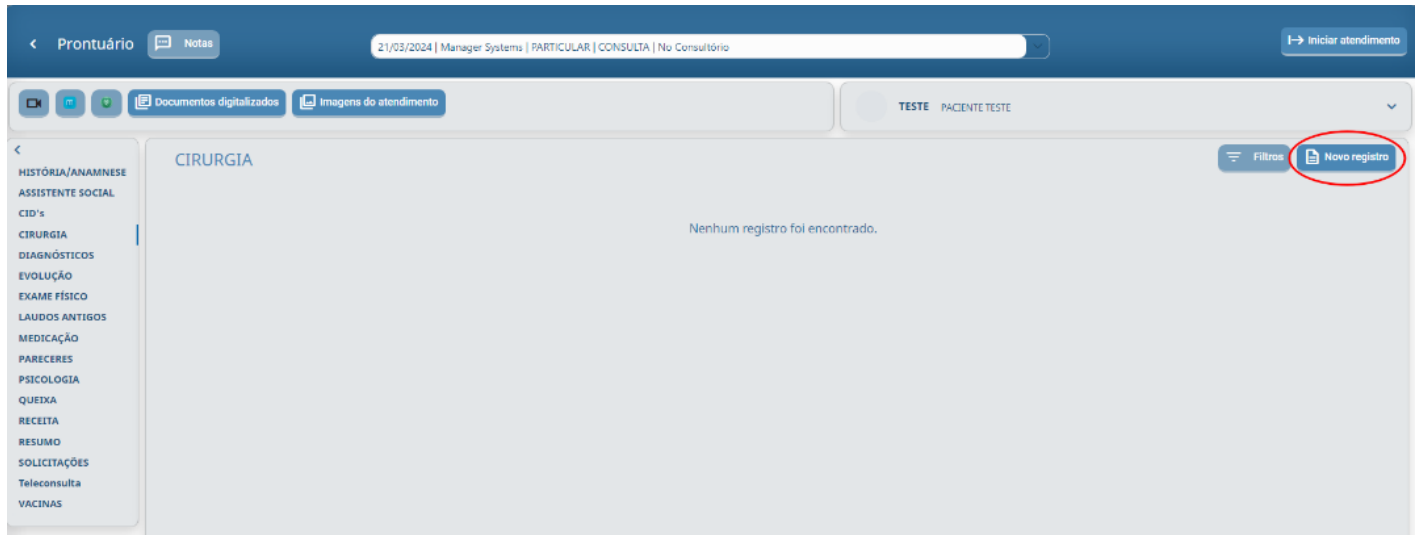 Prontuário
Notas
21/03/2024 | Manager Systems | PARTICULAR | CONSULTA | No Consultório
Iniciar atendimento
Documentos digitalizados
Imagens do atendimento
TESTE PACIENTE TESTE
HISTÓRIA/ANAMNESE
ASSISTENTE SOCIAL
CID's
CIRURGIA
DIAGNÓSTICOS
EVOLUÇÃO
EXAME FÍSICO
LAUDOS ANTIGOS
MEDICAÇÃO
PARECERES
PSICOLOGIA
QUEIXA
RECEITA
RESUMO
SOLICITAÇÕES
Teleconsulta
VACINAS
CIRURGIA
Filtros
Novo registro
Nenhum registro foi encontrado.